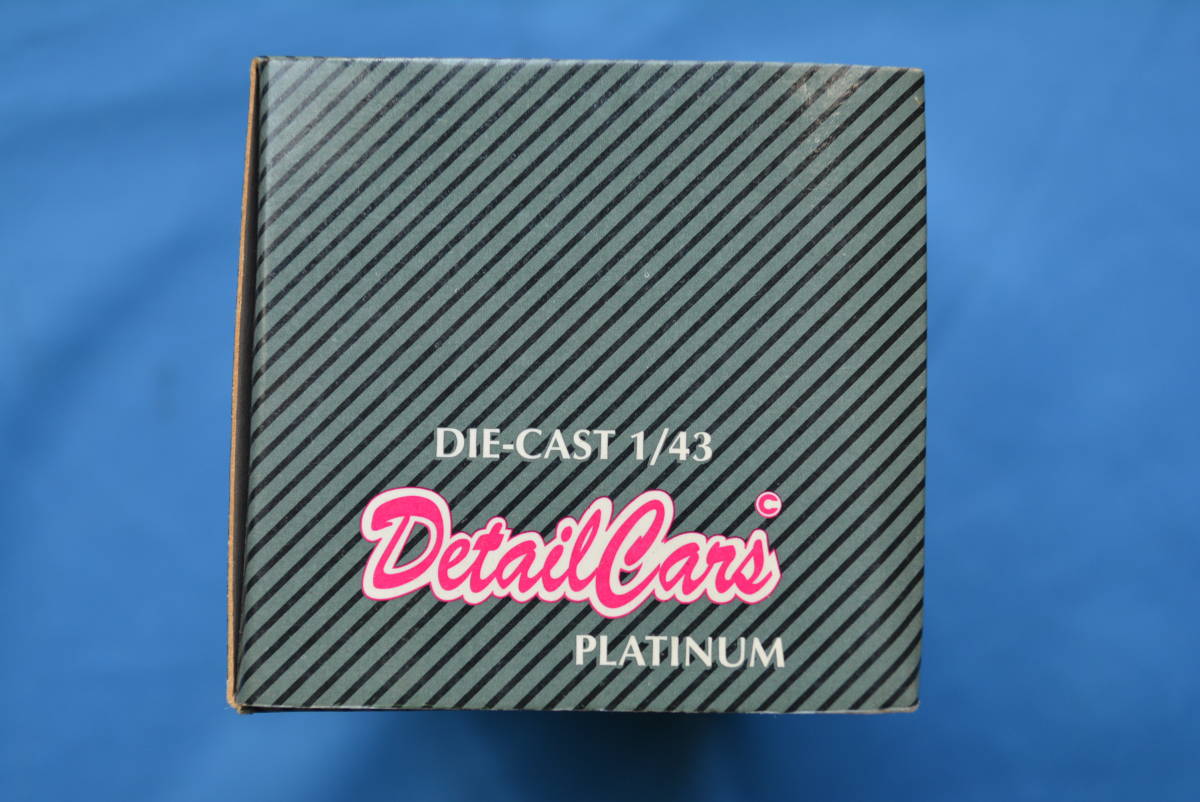 DIE-CAST 1/43
DetailCars©
PLATINUM